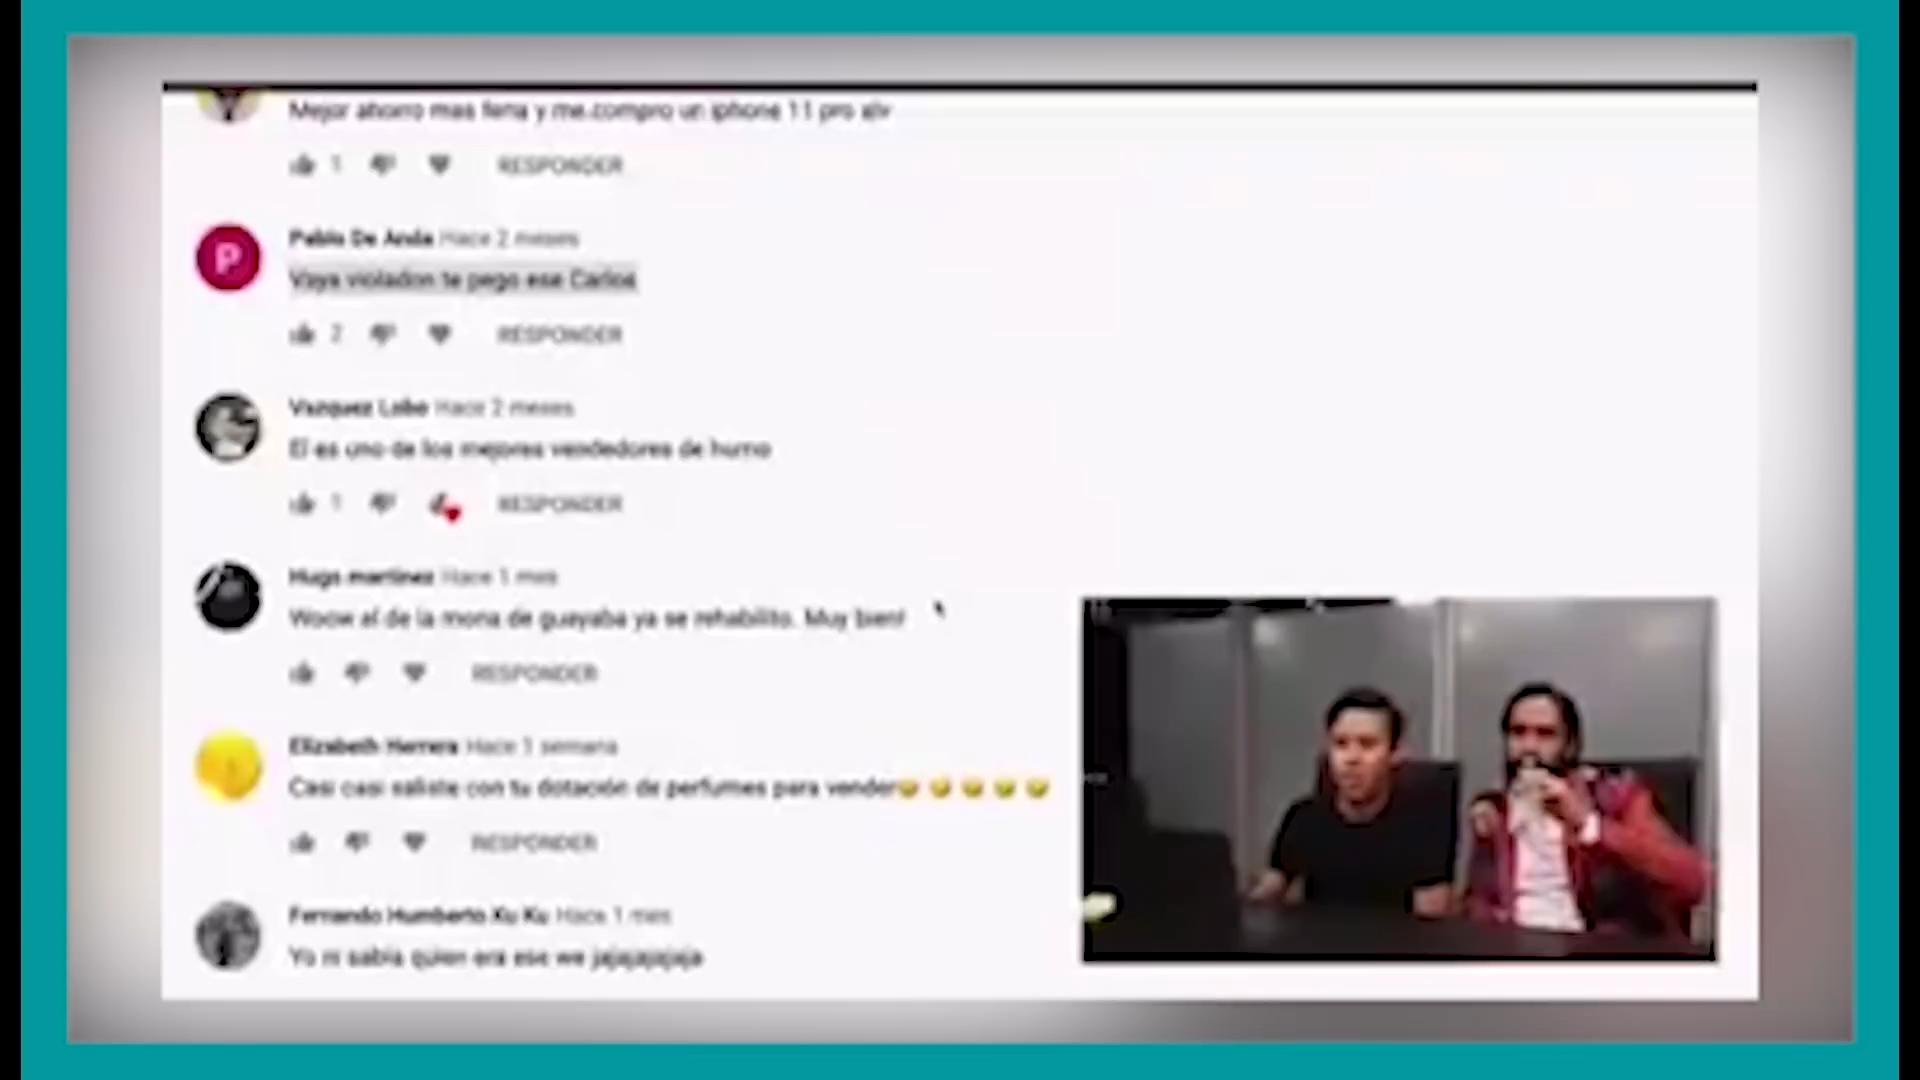 Mejor ahorro mas feria y me.compro un iphone 11 pro alv
1 RESPONDER
P
Pablo De Anda Hace 2 meses
Vaya violadon te pego ese Carlos
2 RESPONDER
Vazquez Lobo Hace 2 meses
El es uno de los mejores vendedores de humo
1 RESPONDER
Hugo martinez Hace 1 mes
Woow el de la mona de guayaba ya se rehabilito. Muy bien!
RESPONDER
Elizabeth Herrera Hace 1 semana
Casi casi saliste con tu dotación de perfumes para vender
RESPONDER
Fernando Humberto Ku Ku Hace 1 mes
Yo ni sabia quien era ese we jajajajajaja